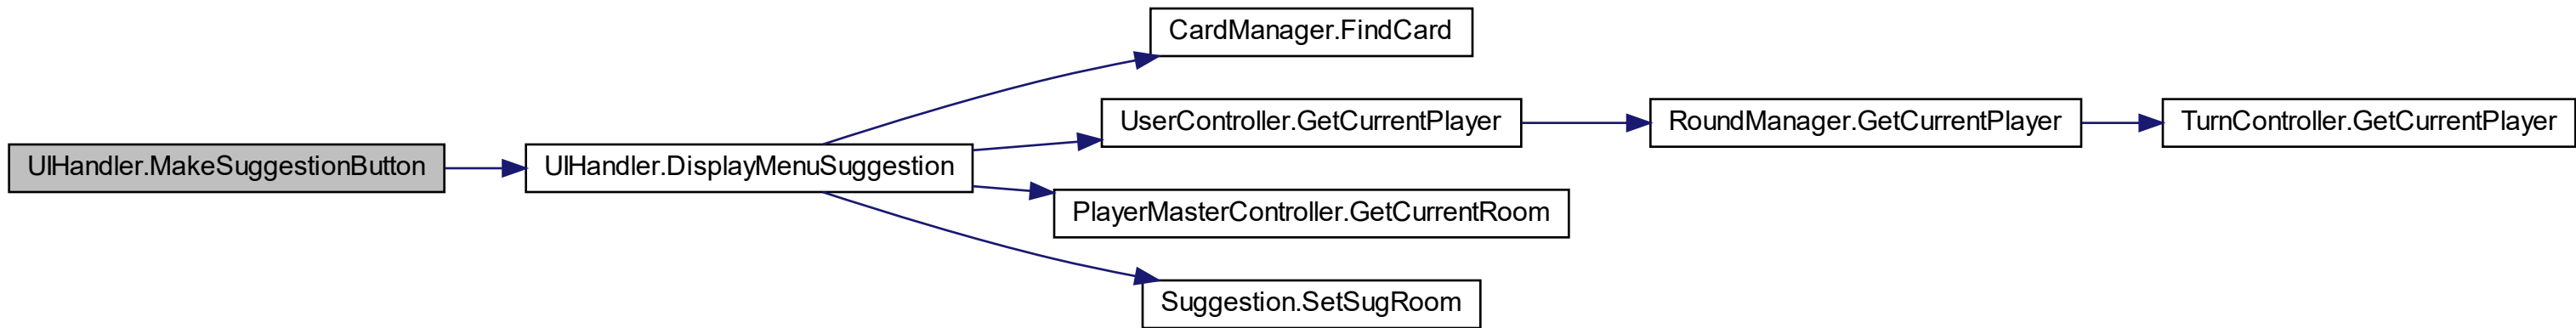 CardManager.FindCard
UserController.GetCurrentPlayer
RoundManager.GetCurrentPlayer
TurnController.GetCurrentPlayer
UIHandler.MakeSuggestionButton
UIHandler.DisplayMenuSuggestion
PlayerMasterController.GetCurrentRoom
Suggestion.SetSugRoom